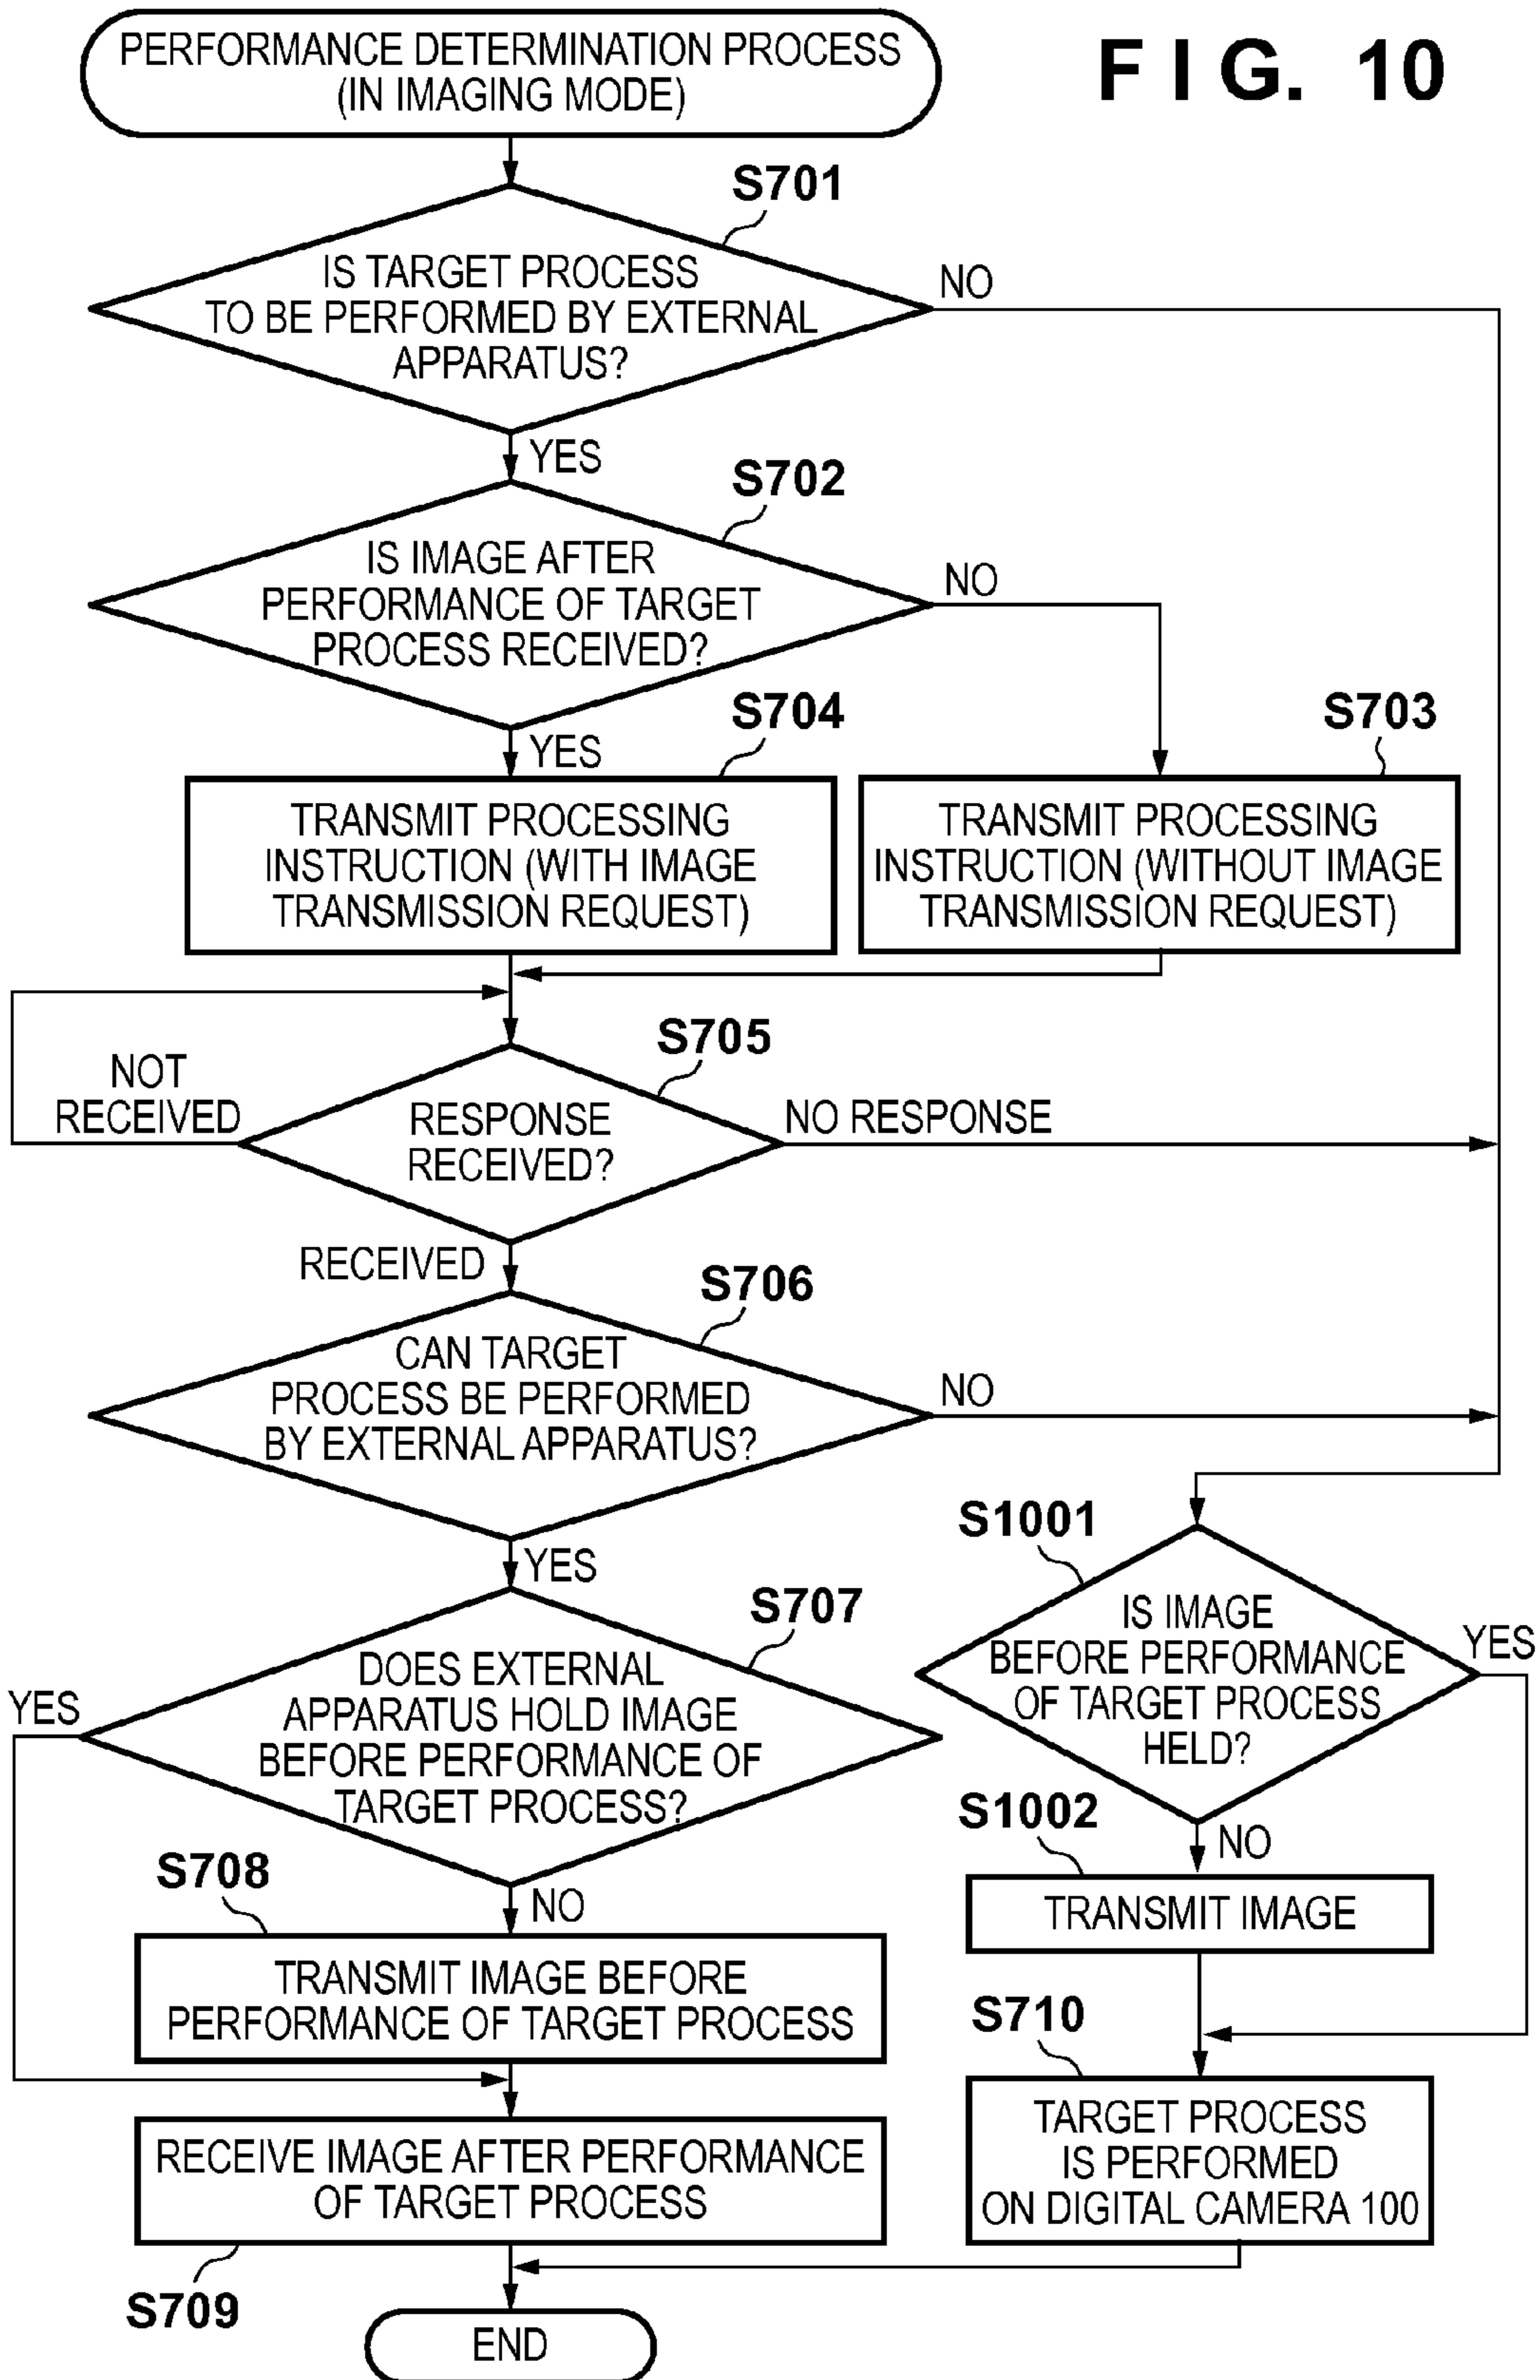 PERFORMANCE DETERMINATION PROCESS
(IN IMAGING MODE)
FIG. 10
S701
IS TARGET PROCESS
TO BE PERFORMED BY EXTERNAL
APPARATUS?
NO
YES
S702
IS IMAGE AFTER
PERFORMANCE OF TARGET
PROCESS RECEIVED?
NO
YES
S704
TRANSMIT PROCESSING
INSTRUCTION (WITH IMAGE
TRANSMISSION REQUEST)
S703
TRANSMIT PROCESSING
INSTRUCTION (WITHOUT IMAGE
TRANSMISSION REQUEST)
S705
NOT
RECEIVED
RESPONSE
RECEIVED?
NO RESPONSE
RECEIVED
S706
CAN TARGET
PROCESS BE PERFORMED
BY EXTERNAL APPARATUS?
NO
YES
S707
DOES EXTERNAL
APPARATUS HOLD IMAGE
BEFORE PERFORMANCE OF
TARGET PROCESS?
YES
NO
S708
TRANSMIT IMAGE BEFORE
PERFORMANCE OF TARGET PROCESS
RECEIVE IMAGE AFTER PERFORMANCE
OF TARGET PROCESS
S709
S1001
IS IMAGE
BEFORE PERFORMANCE
OF TARGET PROCESS
HELD?
YES
NO
S1002
TRANSMIT IMAGE
S710
TARGET PROCESS
IS PERFORMED
ON DIGITAL CAMERA 100
END